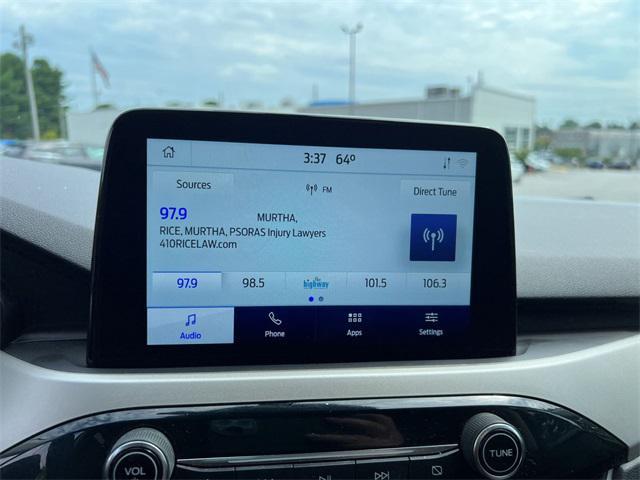 3:37 64º
Sources
FM
Direct Tune
97.9
MURTHA,
RICE, MURTHA, PSORAS Injury Lawyers
410RICELAW.com
97.9 98.5 the highway 101.5 106.3
Audio Phone Apps Settings
VOL
TUNE